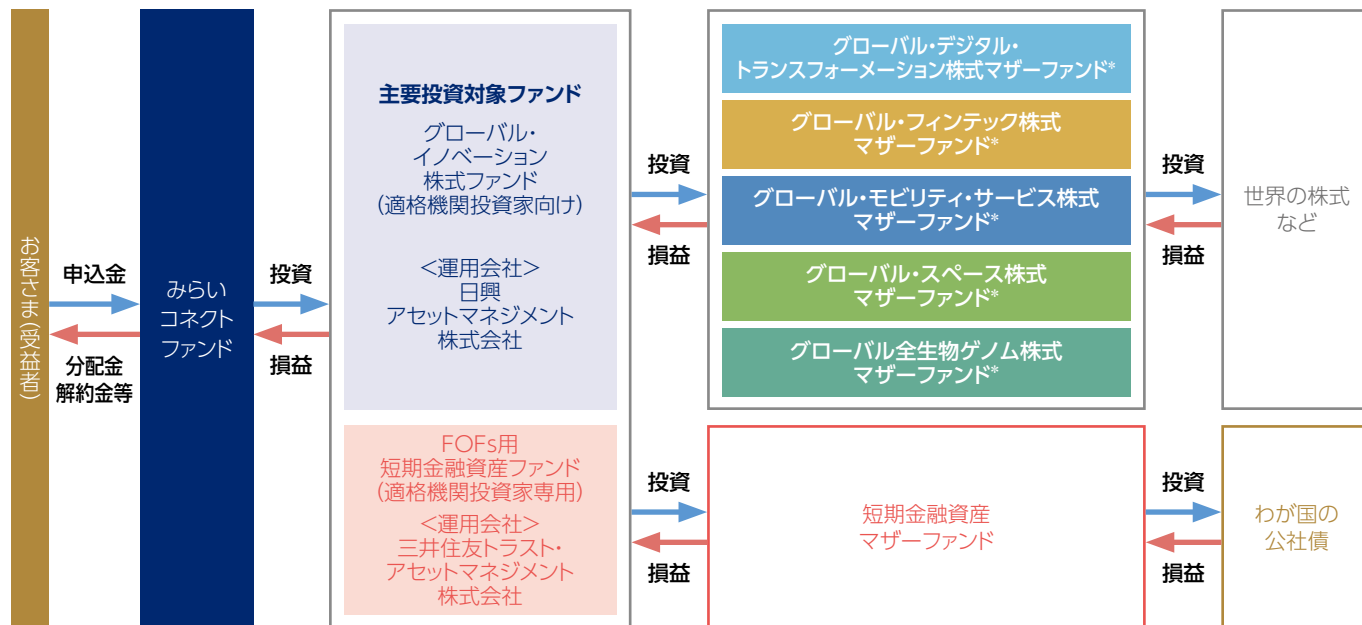 お客さま(受益者)
申込金
分配金
解約金等
みらい
コネクト
ファンド
投資
損益
主要投資対象ファンド
グローバル・
イノベーション
株式ファンド
(適格機関投資家向け)
<運用会社>
日興
アセットマネジメント
株式会社
投資
損益
グローバル・デジタル・
トランスフォーメーション株式マザーファンド*
グローバル・フィンテック株式
マザーファンド*
グローバル・モビリティ・サービス株式
マザーファンド*
グローバル・スペース株式
マザーファンド*
グローバル全生物ゲノム株式
マザーファンド*
投資
損益
世界の株式
など
FOFs用
短期金融資産ファンド
(適格機関投資家専用)
<運用会社>
三井住友トラスト・
アセットマネジメント
株式会社
投資
損益
短期金融資産
マザーファンド
投資
損益
わが国の
公社債